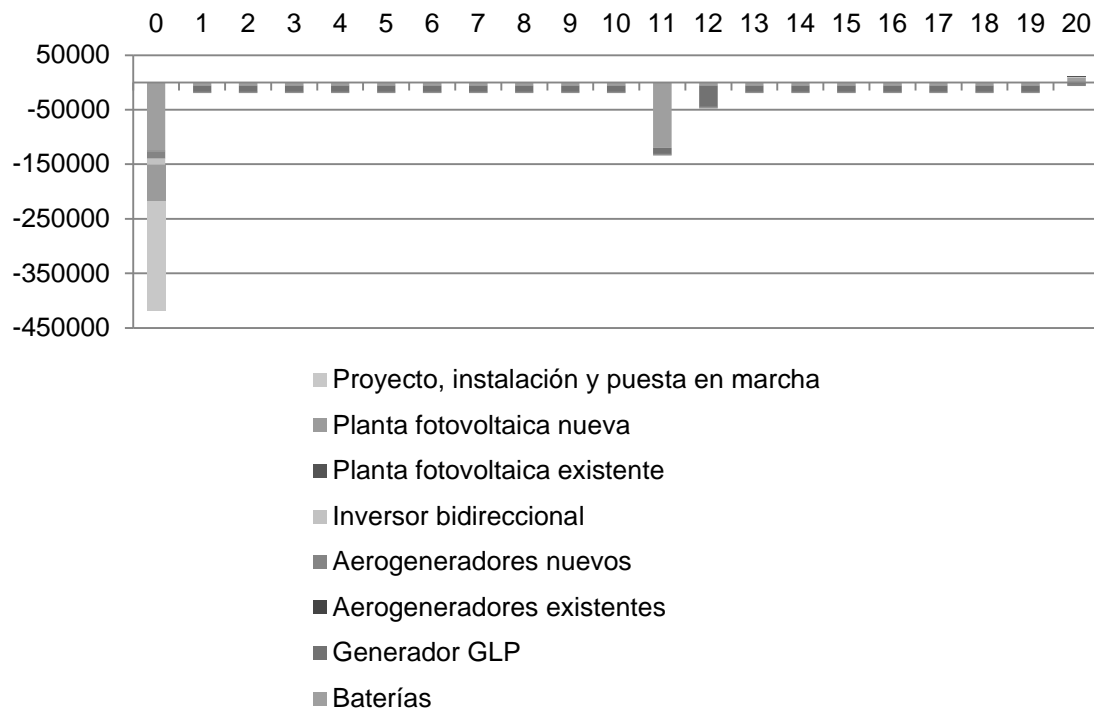 0 1 2 3 4 5 6 7 8 9 10 11 12 13 14 15 16 17 18 19 20
50000
-50000
-150000
-250000
-350000
-450000
Proyecto, instalación y puesta en marcha
Planta fotovoltaica nueva
Planta fotovoltaica existente
Inversor bidireccional
Aerogeneradores nuevos
Aerogeneradores existentes
Generador GLP
Baterías